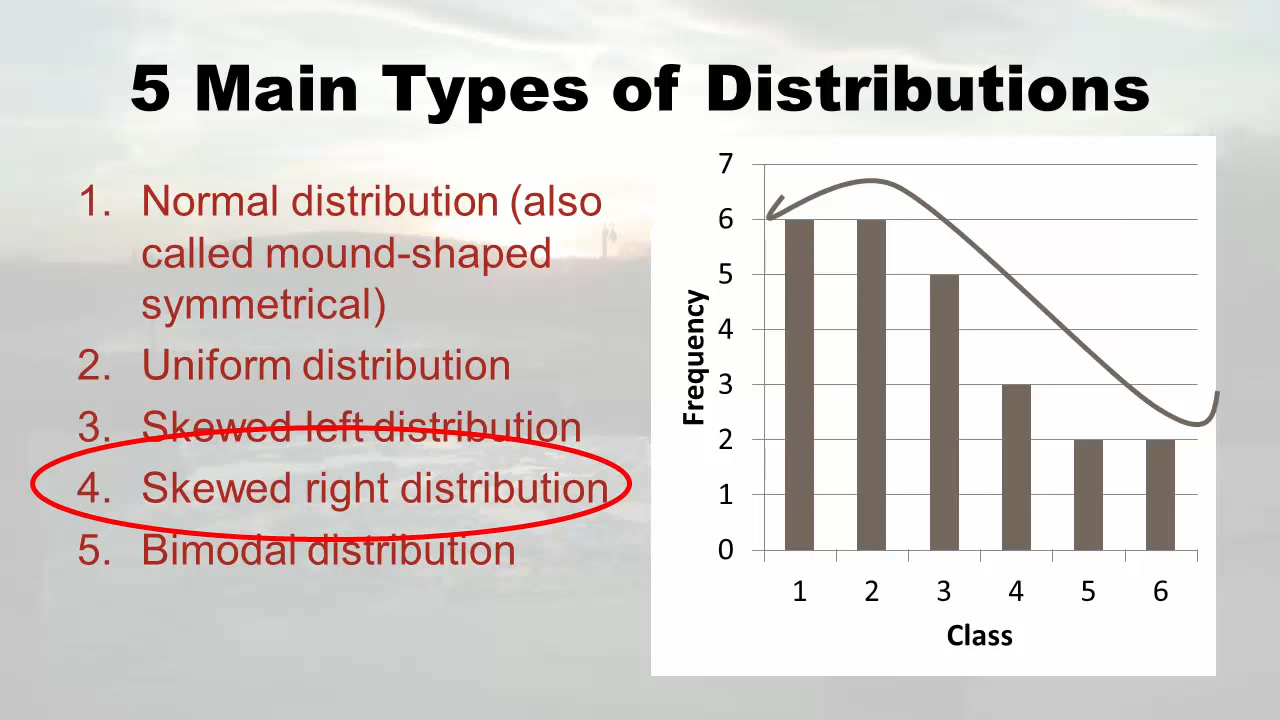 5 Main Types of Distributions
1. Normal distribution (also
called mound-shaped
symmetrical)
2. Uniform distribution
3. Skewed left distribution
4. Skewed right distribution
5. Bimodal distribution
7
6
5
4
3
2
1
0
Frequency
1 2 3 4 5 6
Class